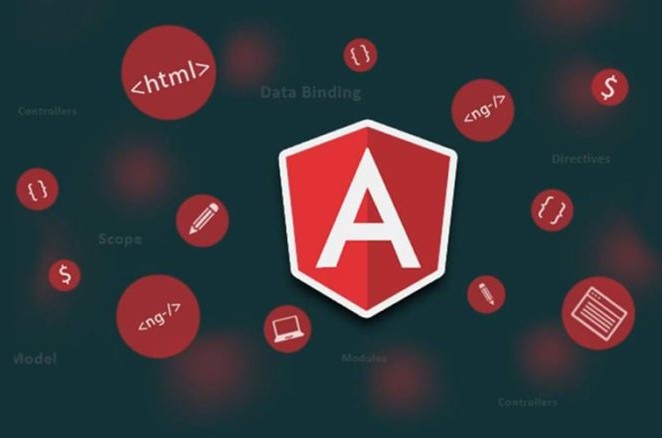 <html>
{ }
Data Binding
$
Controllers
<ng-/>
A
Directives
{ }
{ }
Scope
$
<ng-/>
Model
Modules
Controllers